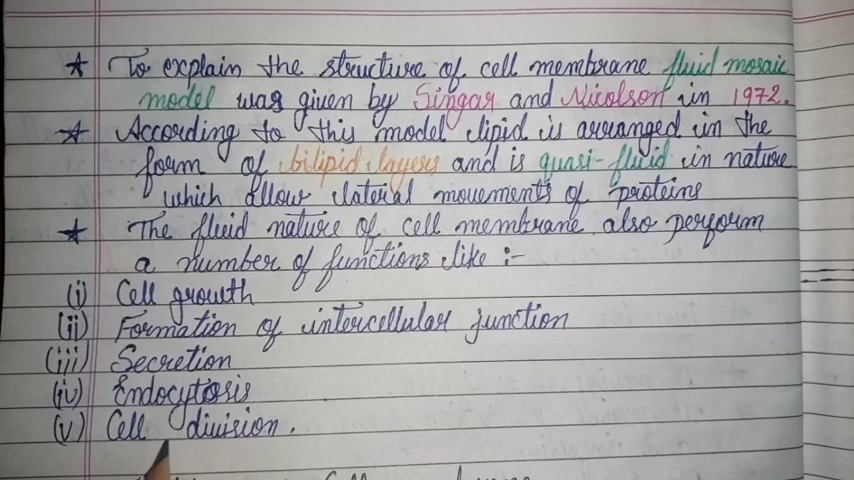 ★ To explain the structure of cell membrane fluid mosaic
model was given by Singar and Nicolson in 1972.
★ According to this model lipid is arranged in the
form of bilipid layers and is quasi-fluid in nature
which allow lateral movements of proteins
★ The fluid nature of cell membrane also perform
a number of functions like :-
(i) Cell growth
(ii) Formation of intercellular junction
(iii) Secretion
(iv) Endocytosis
(v) Cell division.